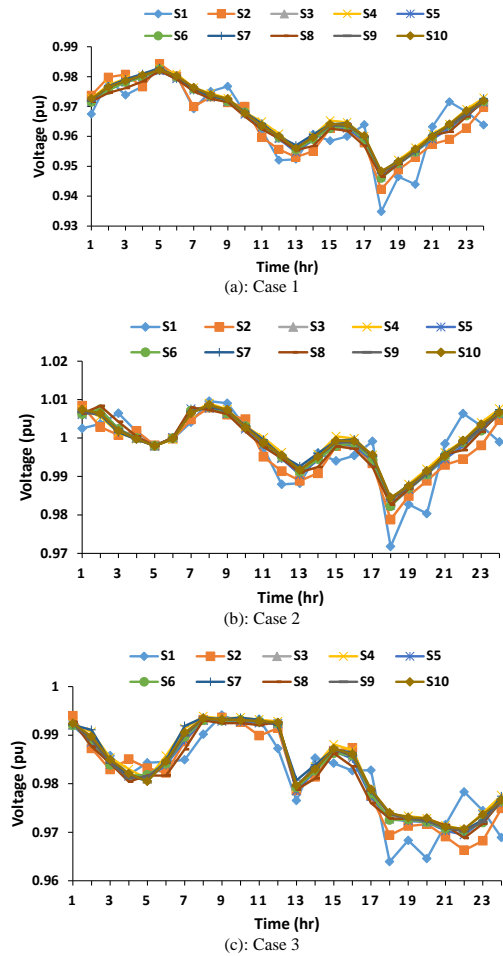 S1 S2 S3 S4 S5
S6 S7 S8 S9 S10
0.99
0.98
0.97
0.96
0.95
0.94
0.93
Voltage (pu)
1 3 5 7 9 11 13 15 17 19 21 23
Time (hr)
(a): Case 1
S1 S2 S3 S4 S5
S6 S7 S8 S9 S10
1.02
1.01
1
0.99
0.98
0.97
Voltage (pu)
1 3 5 7 9 11 13 15 17 19 21 23
Time (hr)
(b): Case 2
S1 S2 S3 S4 S5
S6 S7 S8 S9 S10
1
0.99
0.98
0.97
0.96
Voltage (pu)
1 3 5 7 9 11 13 15 17 19 21 23
Time (hr)
(c): Case 3